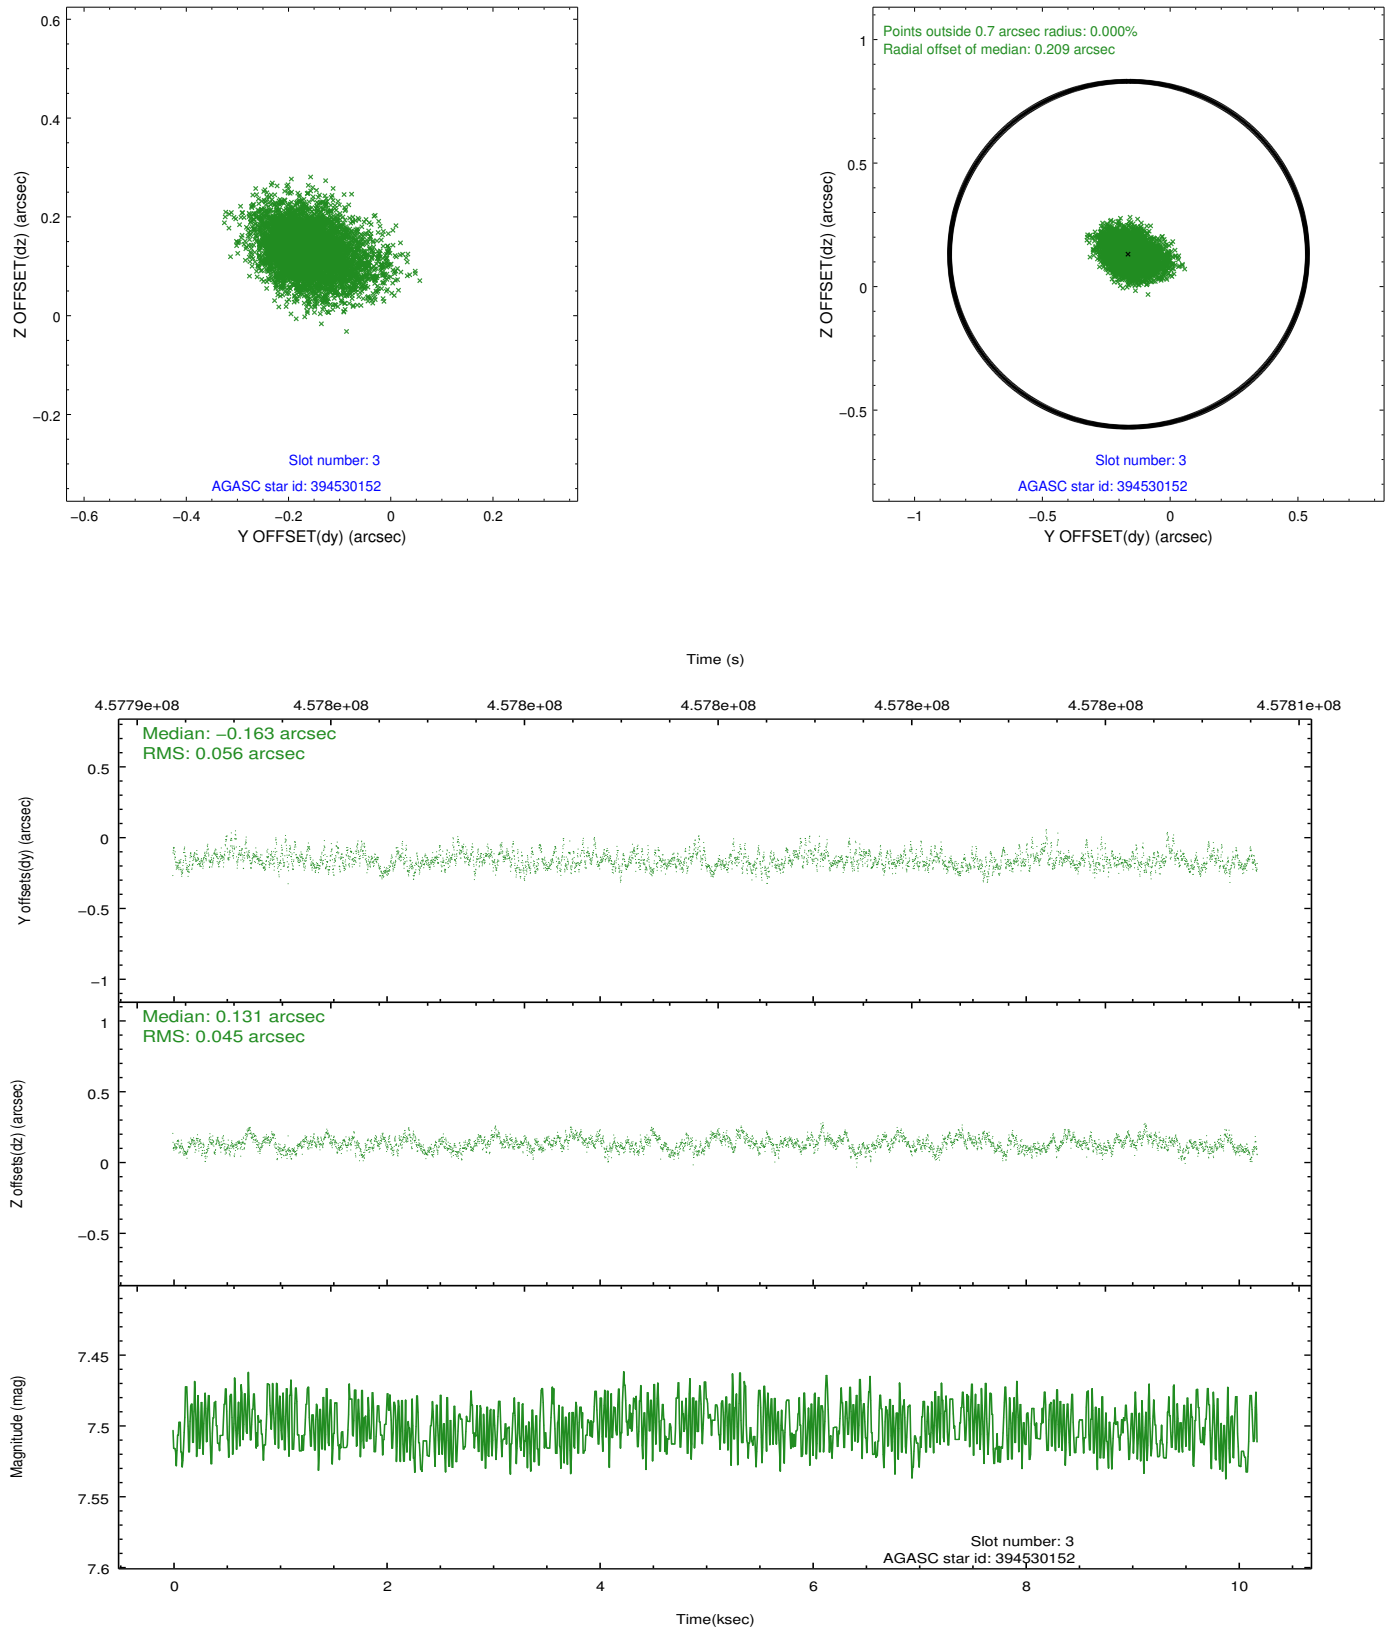 0.6
0.4
0.2
0
−0.2
Z OFFSET(dz) (arcsec)
Slot number: 3
AGASC star id: 394530152
−0.6
−0.4
−0.2
0
0.2
Y OFFSET(dy) (arcsec)
Points outside 0.7 arcsec radius: 0.000%
Radial offset of median: 0.209 arcsec
1
0.5
0
−0.5
Z OFFSET(dz) (arcsec)
Slot number: 3
AGASC star id: 394530152
−1
−0.5
0
0.5
Y OFFSET(dy) (arcsec)
Time (s)
4.5779e+08
4.578e+08
4.578e+08
4.578e+08
4.578e+08
4.578e+08
4.5781e+08
Median: −0.163 arcsec
RMS: 0.056 arcsec
0.5
0
−0.5
−1
Y offsets(dy) (arcsec)
Median: 0.131 arcsec
RMS: 0.045 arcsec
1
0.5
0
−0.5
Z offsets(dz) (arcsec)
7.45
7.5
7.55
7.6
Magnitude (mag)
Slot number: 3
AGASC star id: 394530152
0
2
4
6
8
10
Time(ksec)